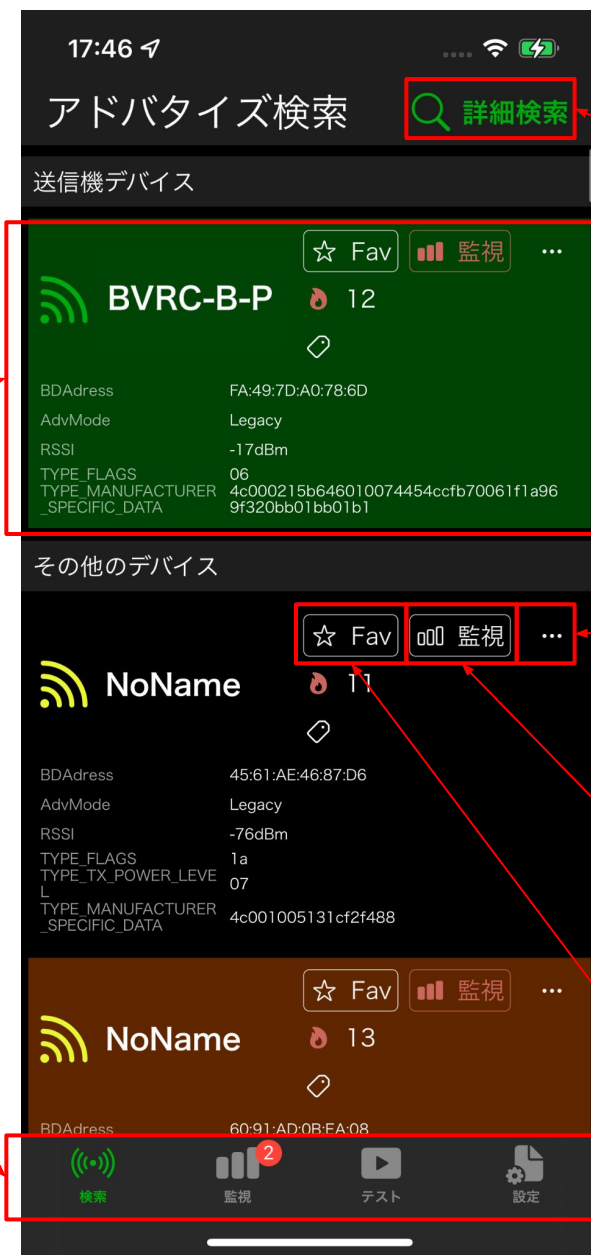 17:46
アドバタイズ検索 詳細検索
送信機デバイス
Fav 監視 ...
BVRC-B-P 12
BDAdress FA:49:7D:A0:78:6D
AdvMode Legacy
RSSI -17dBm
TYPE_FLAGS 06
TYPE_MANUFACTURER 4c000215b646010074454ccfb70061f1a96
_SPECIFIC_DATA 9f320bb01bb01b1
その他のデバイス
Fav 監視 ...
NoName 11
BDAdress 45:61:AE:46:87:D6
AdvMode Legacy
RSSI -76dBm
TYPE_FLAGS 1a
TYPE_TX_POWER_LEVE 07
L
TYPE_MANUFACTURER 4c001005131cf2f488
_SPECIFIC_DATA
Fav 監視 ...
NoName 13
BDAdress 60:91:AD:0B:EA:08
2
検索 監視 テスト 設定